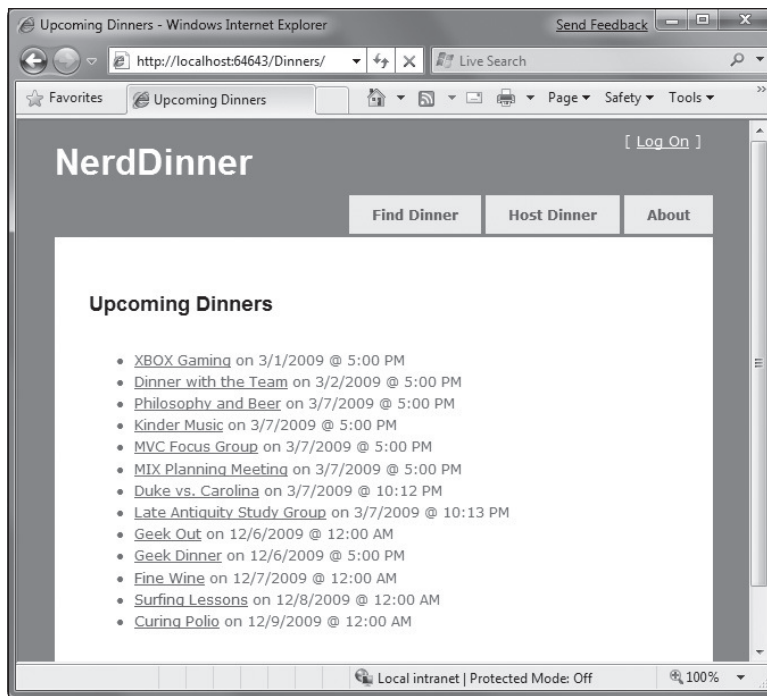 Upcoming Dinners - Windows Internet Explorer
Send Feedback
http://localhost:64643/Dinners/
Live Search
Favorites
Upcoming Dinners
Page
Safety
Tools
»
[ Log On ]
NerdDinner
Find Dinner
Host Dinner
About
Upcoming Dinners
• XBOX Gaming on 3/1/2009 @ 5:00 PM
• Dinner with the Team on 3/2/2009 @ 5:00 PM
• Philosophy and Beer on 3/7/2009 @ 5:00 PM
• Kinder Music on 3/7/2009 @ 5:00 PM
• MVC Focus Group on 3/7/2009 @ 5:00 PM
• MIX Planning Meeting on 3/7/2009 @ 5:00 PM
• Duke vs. Carolina on 3/7/2009 @ 10:12 PM
• Late Antiquity Study Group on 3/7/2009 @ 10:13 PM
• Geek Out on 12/6/2009 @ 12:00 AM
• Geek Dinner on 12/6/2009 @ 5:00 PM
• Fine Wine on 12/7/2009 @ 12:00 AM
• Surfing Lessons on 12/8/2009 @ 12:00 AM
• Curing Polio on 12/9/2009 @ 12:00 AM
Local intranet | Protected Mode: Off
100%